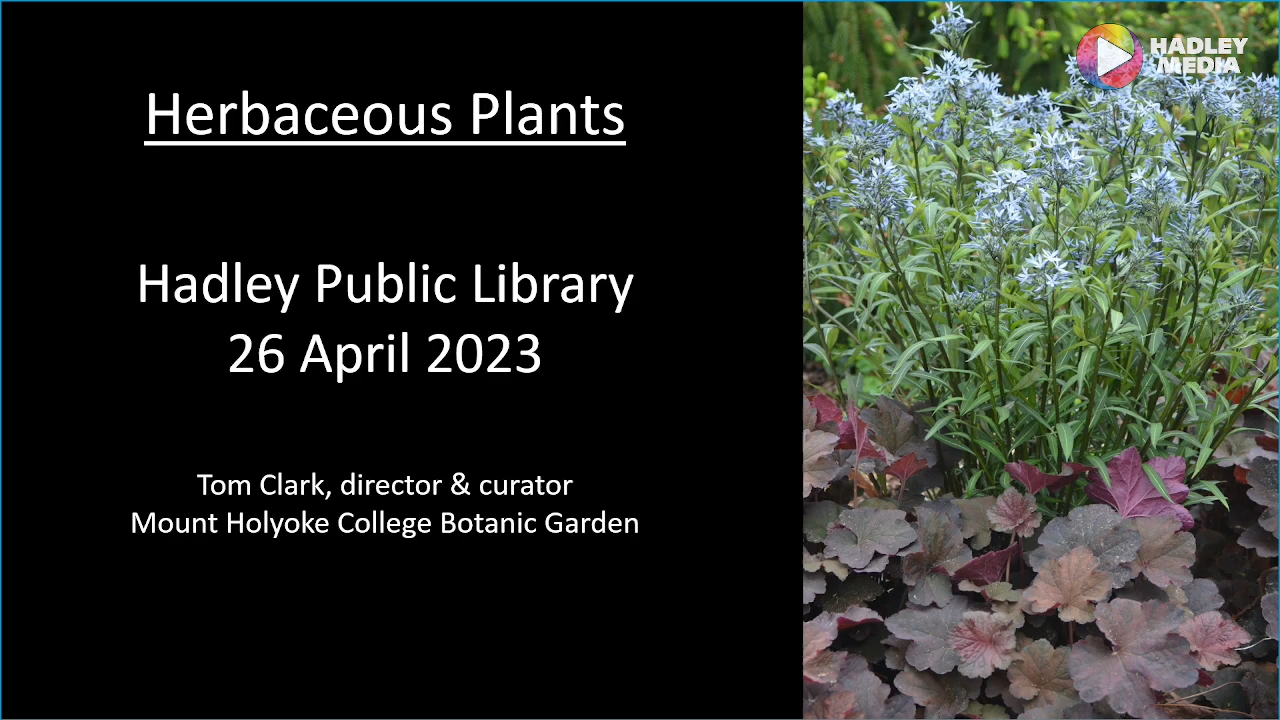 Herbaceous Plants
Hadley Public Library
26 April 2023
Tom Clark, director & curator
Mount Holyoke College Botanic Garden
HADLEY
MEDIA